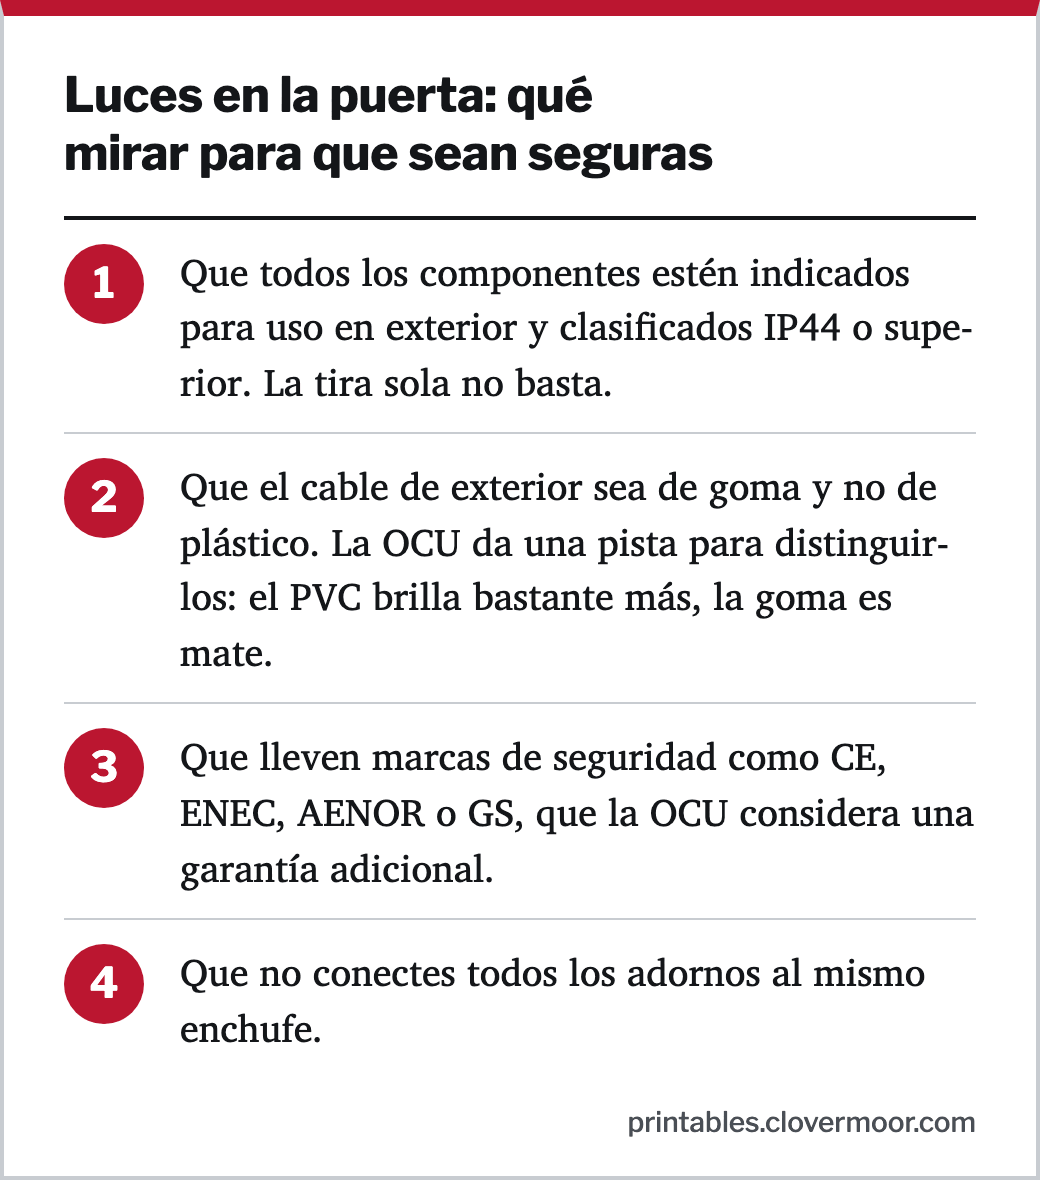 Luces en la puerta: qué
mirar para que sean seguras
1
Que todos los componentes estén indicados
para uso en exterior y clasificados IP44 o supe-
rior. La tira sola no basta.
2
Que el cable de exterior sea de goma y no de
plástico. La OCU da una pista para distinguir-
los: el PVC brilla bastante más, la goma es
mate.
3
Que lleven marcas de seguridad como CE,
ENEC, AENOR o GS, que la OCU considera una
garantía adicional.
4
Que no conectes todos los adornos al mismo
enchufe.
printables.clovermoor.com